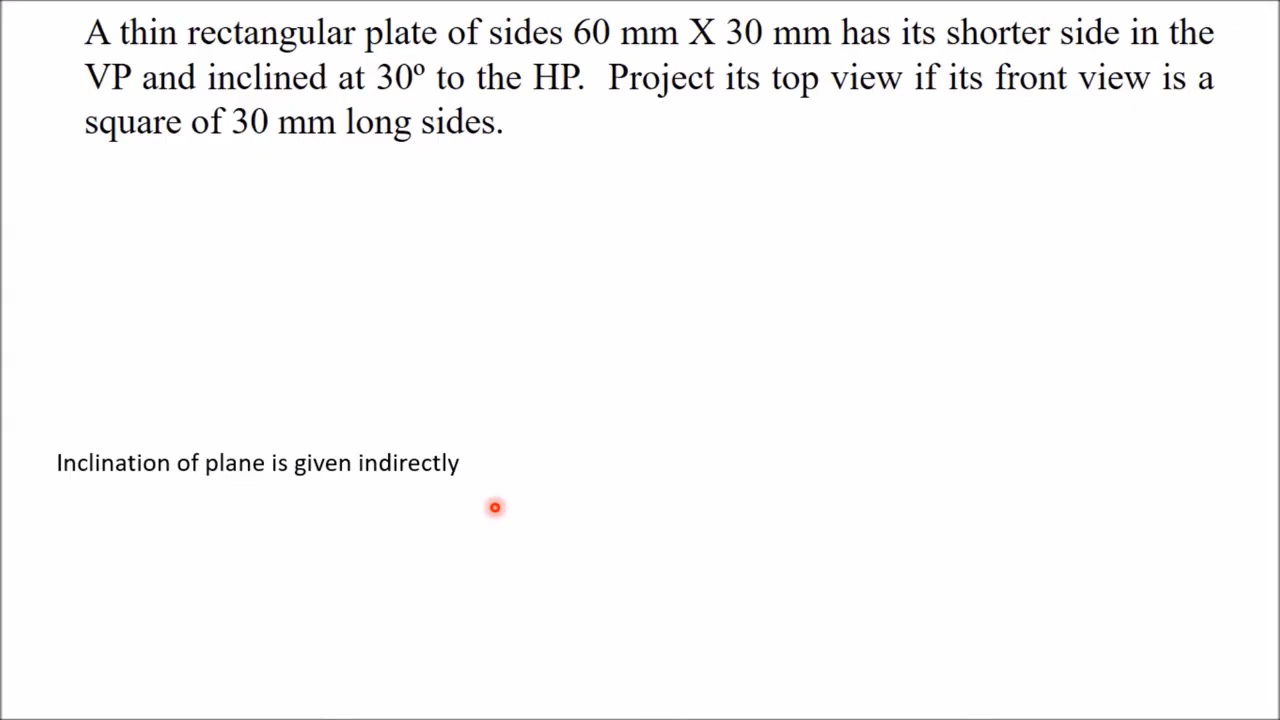 A thin rectangular plate of sides 60 mm X 30 mm has its shorter side in the
VP and inclined at 30º to the HP.  Project its top view if its front view is a
square of 30 mm long sides.
Inclination of plane is given indirectly